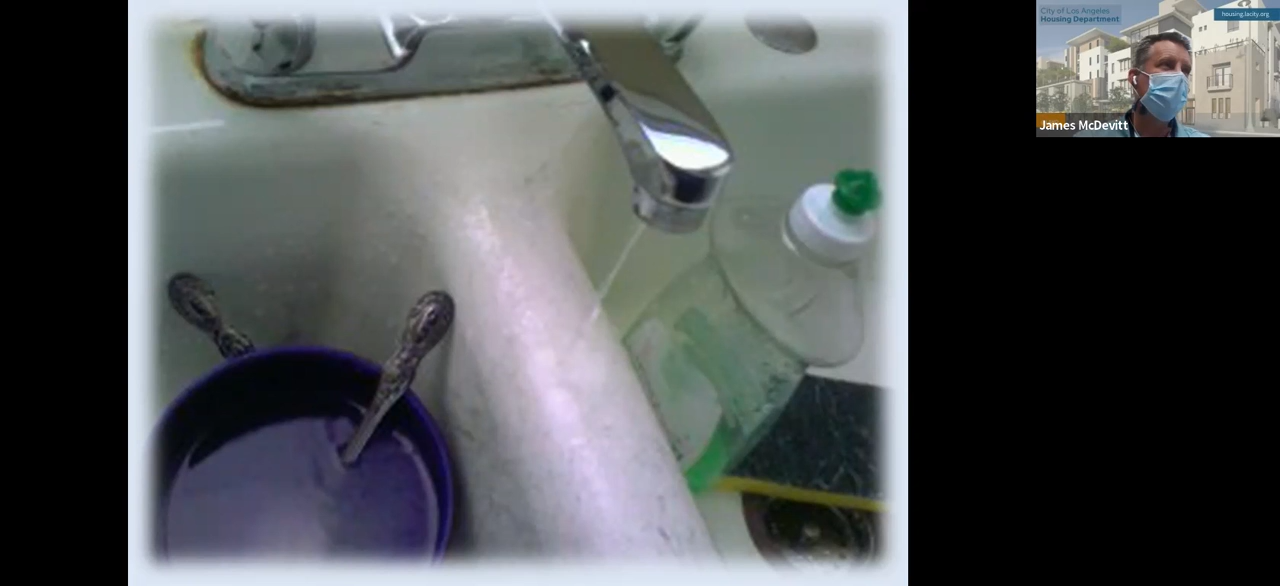 City of Los Angeles
Housing Department
housing.lacity.org
James McDevitt